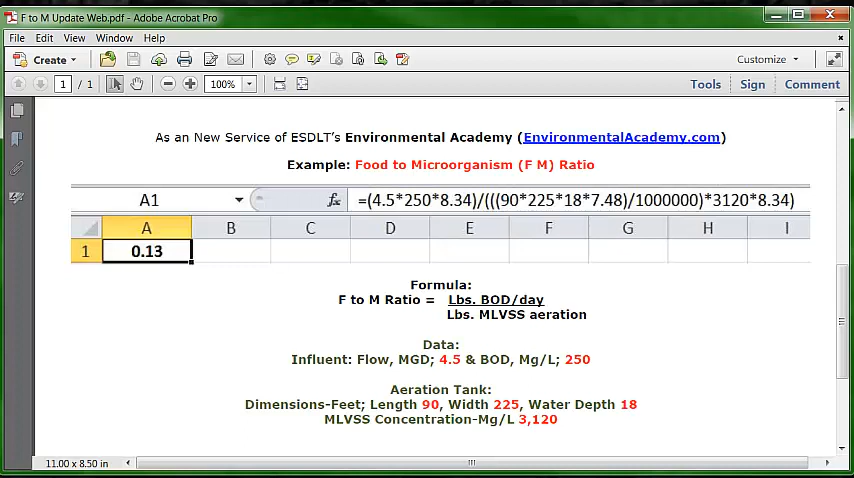 F to M Update Web.pdf - Adobe Acrobat Pro
File Edit View Window Help
Create Customize
1 / 1 100% Tools Sign Comment
As an New Service of ESDLT's Environmental Academy (EnvironmentalAcademy.com)
Example: Food to Microorganism (F M) Ratio
A1 fx =(4.5*250*8.34)/(((90*225*18*7.48)/1000000)*3120*8.34)
A B C D E F G H I
1 0.13
Formula:
F to M Ratio = Lbs. BOD/day
Lbs. MLVSS aeration
Data:
Influent: Flow, MGD; 4.5 & BOD, Mg/L; 250
Aeration Tank:
Dimensions-Feet; Length 90, Width 225, Water Depth 18
MLVSS Concentration-Mg/L 3,120
11.00 x 8.50 in